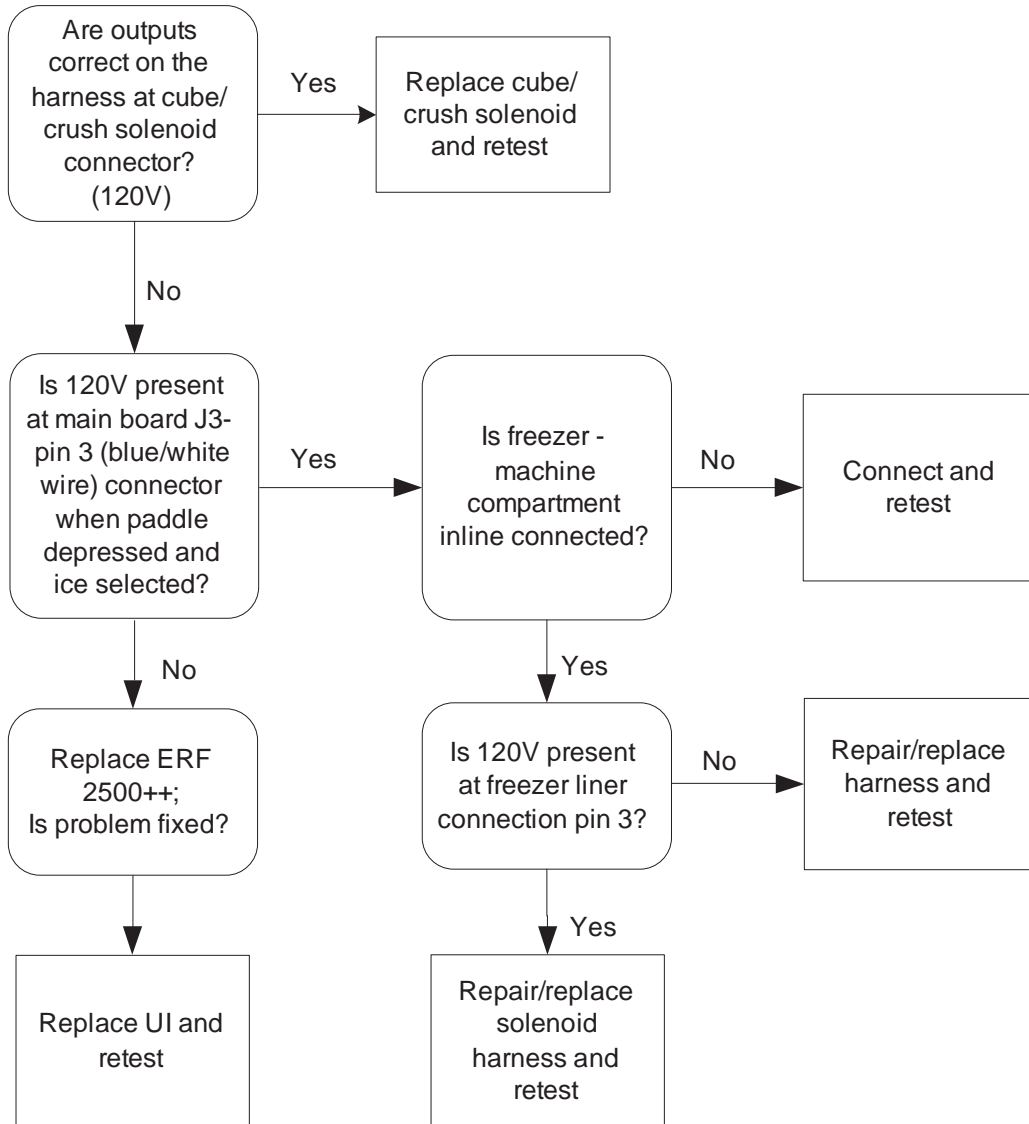 Are outputs
correct on the
harness at cube/
crush solenoid
connector?
(120V)
Yes
Replace cube/
crush solenoid
and retest
No
Is 120V present
at main board J3-
pin 3 (blue/white
wire) connector
when paddle
depressed and
ice selected?
Yes
Is freezer -
machine
compartment
inline connected?
No
Connect and
retest
No
Yes
Replace ERF
2500++;
Is problem fixed?
Is 120V present
at freezer liner
connection pin 3?
No
Repair/replace
harness and
retest
Yes
Replace UI and
retest
Repair/replace
solenoid
harness and
retest